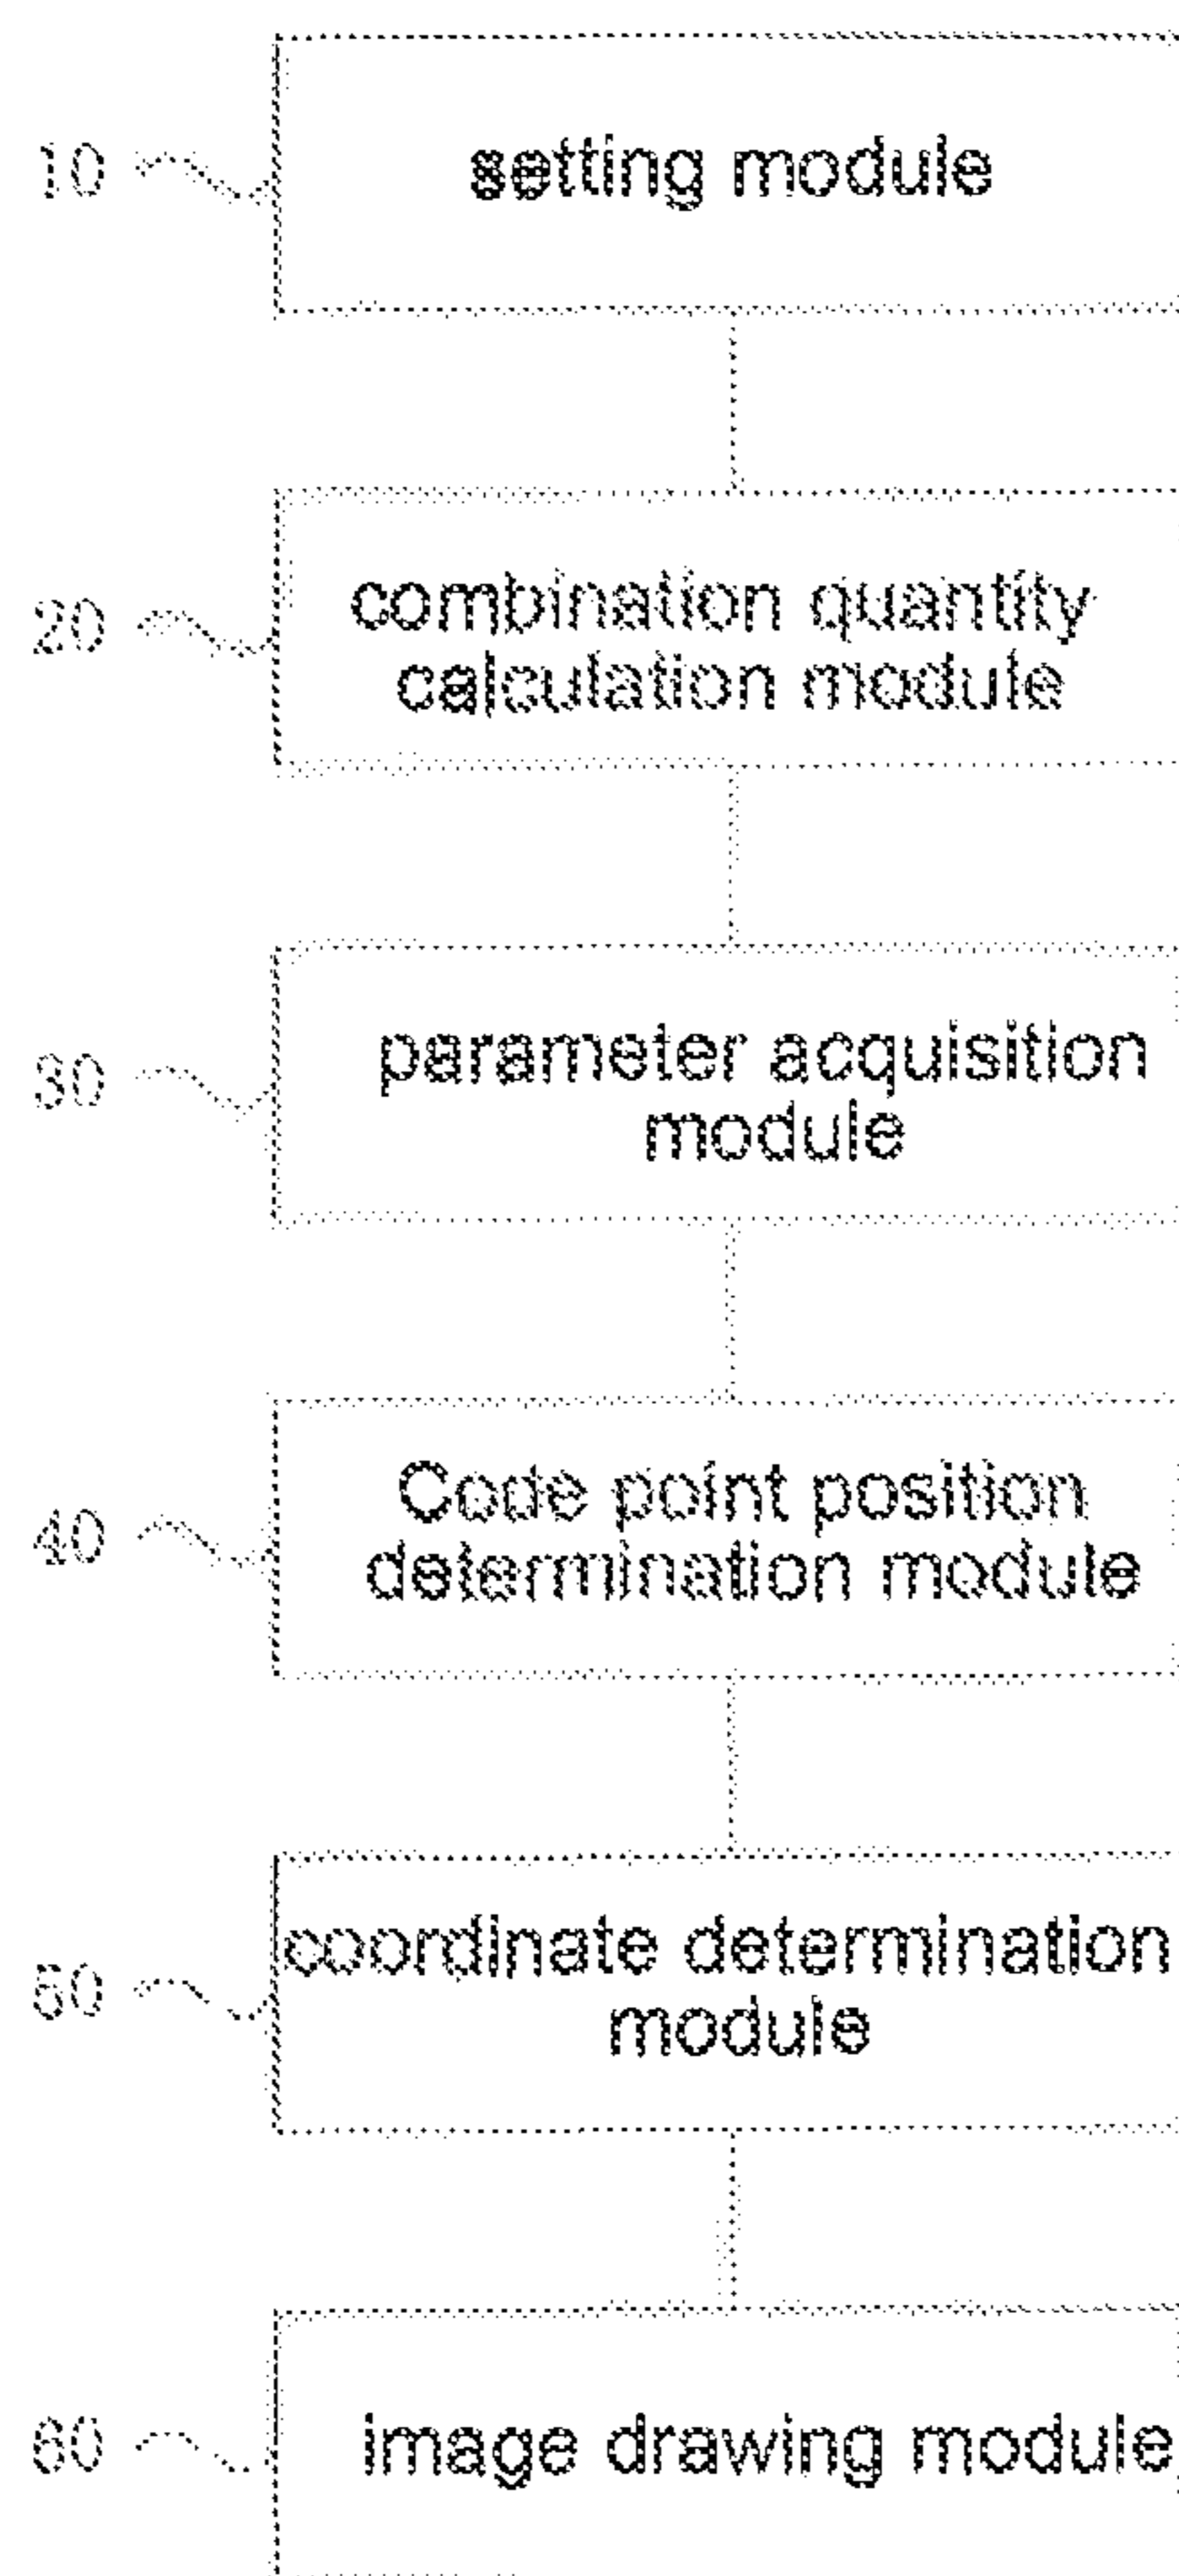 10 setting module
20 combination quantity
calculation module
30 parameter acquisition
module
40 Code point position
determination module
50 coordinate determination
module
60 image drawing module